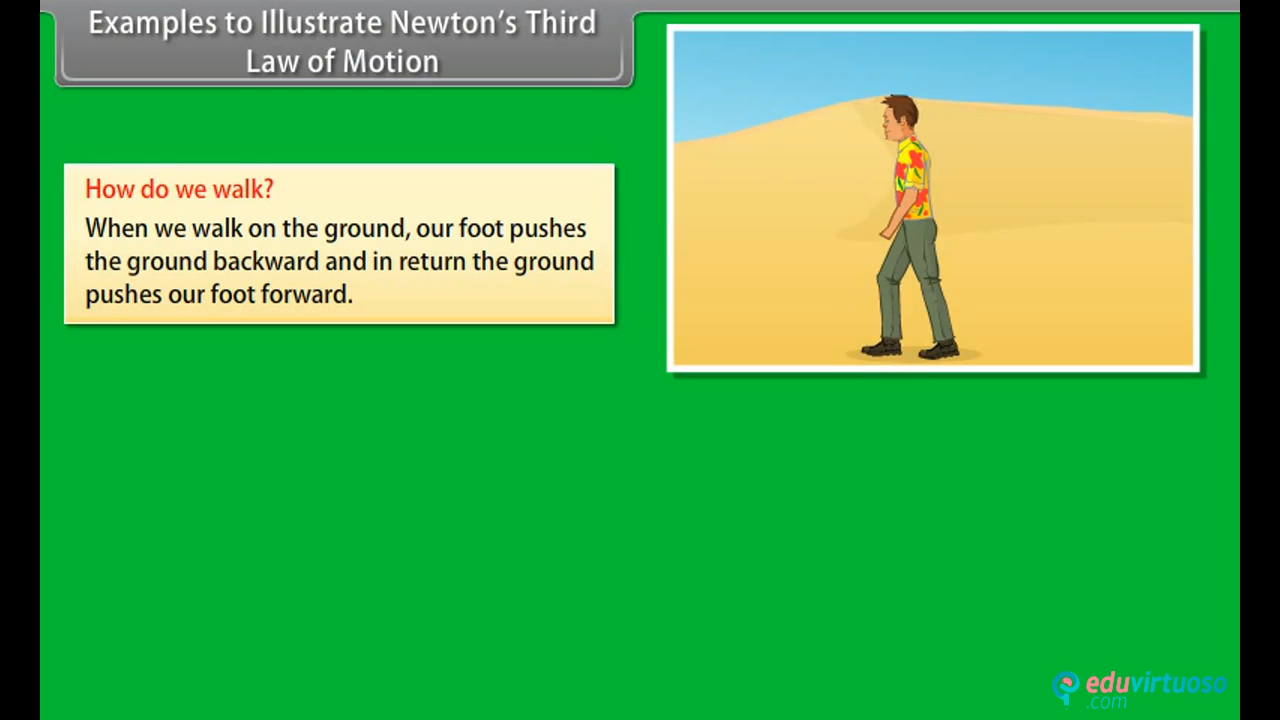 Examples to Illustrate Newton’s Third
Law of Motion
How do we walk?
When we walk on the ground, our foot pushes
the ground backward and in return the ground
pushes our foot forward.
eduvirtuoso
.com